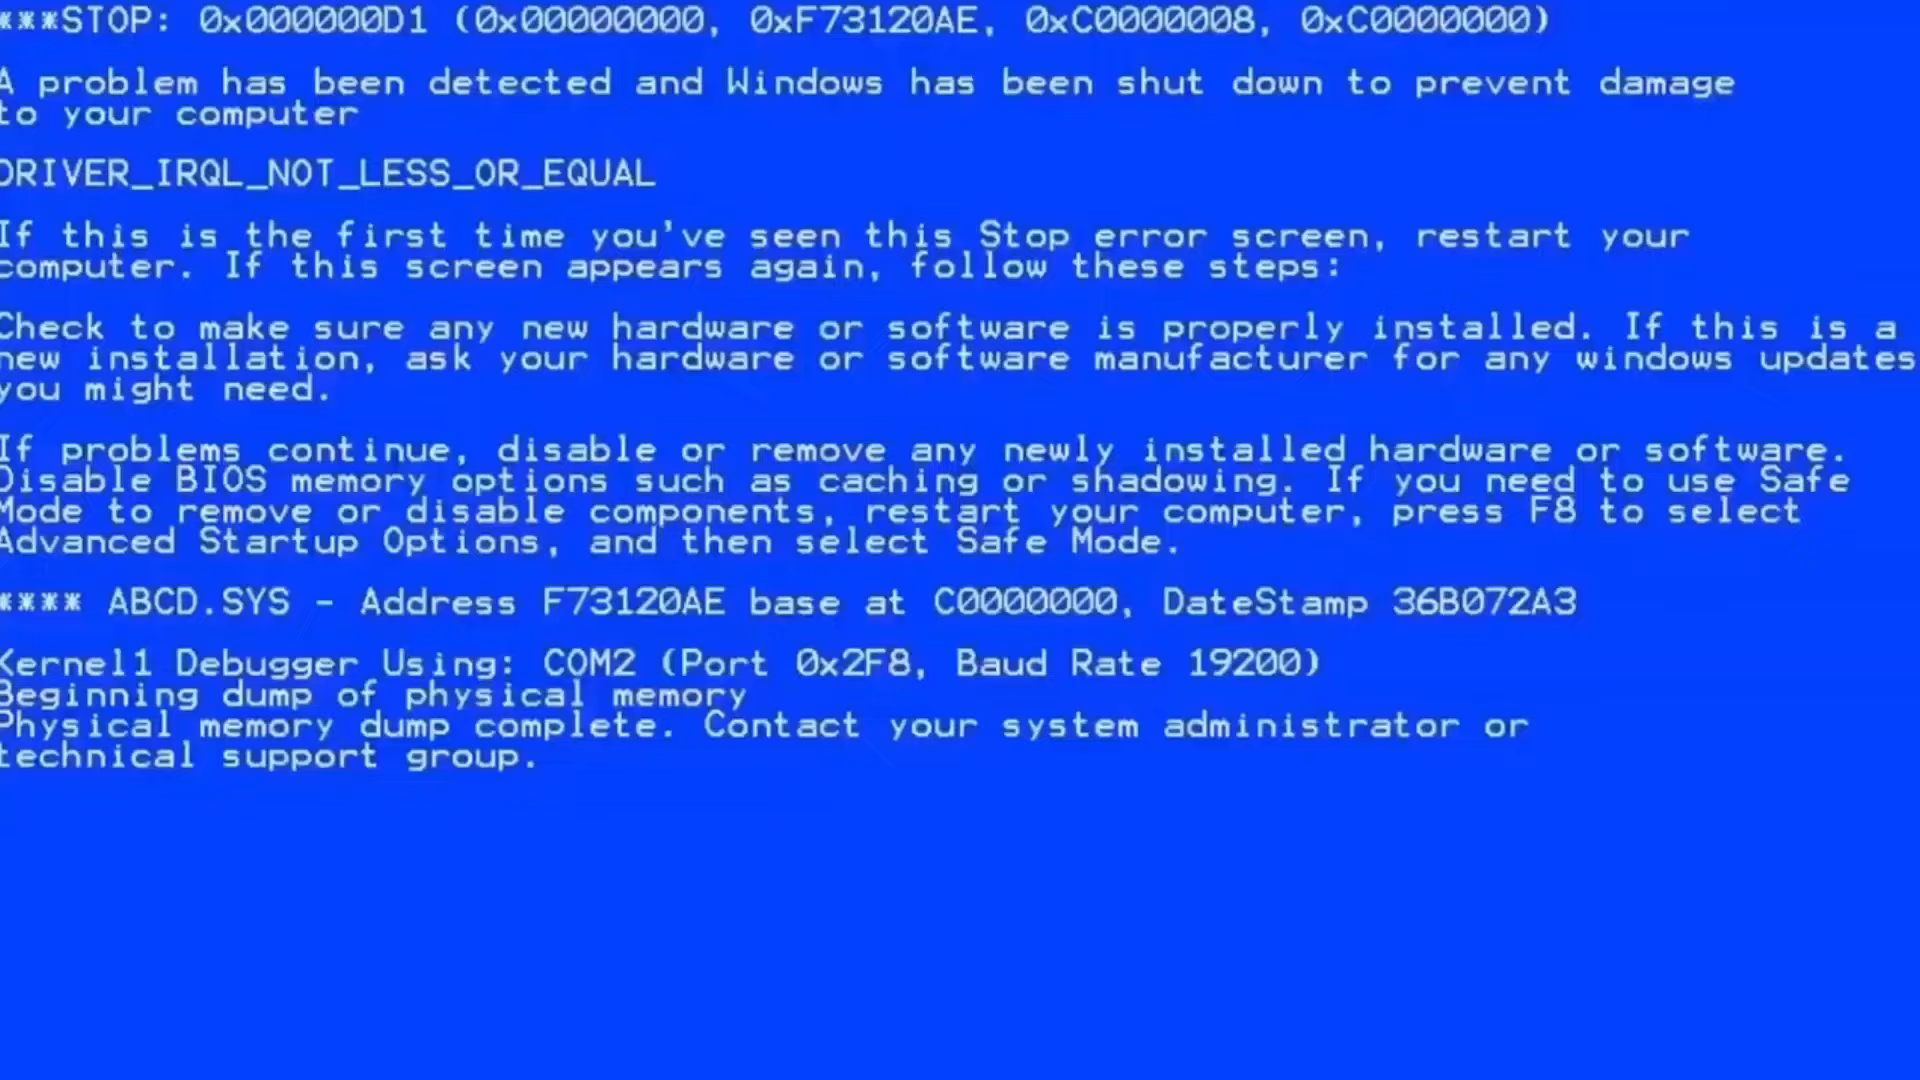 ***STOP: 0x000000D1 (0x00000000, 0xF73120AE, 0xC0000008, 0xC0000000)
A problem has been detected and Windows has been shut down to prevent damage
to your computer
DRIVER_IRQL_NOT_LESS_OR_EQUAL
If this is the first time you've seen this Stop error screen, restart your
computer. If this screen appears again, follow these steps:
Check to make sure any new hardware or software is properly installed. If this is a
new installation, ask your hardware or software manufacturer for any windows updates
you might need.
If problems continue, disable or remove any newly installed hardware or software.
Disable BIOS memory options such as caching or shadowing. If you need to use Safe
Mode to remove or disable components, restart your computer, press F8 to select
Advanced Startup Options, and then select Safe Mode.
**** ABCD.SYS - Address F73120AE base at C0000000, DateStamp 36B072A3
Kernel1 Debugger Using: COM2 (Port 0x2F8, Baud Rate 19200)
Beginning dump of physical memory
Physical memory dump complete. Contact your system administrator or
technical support group.